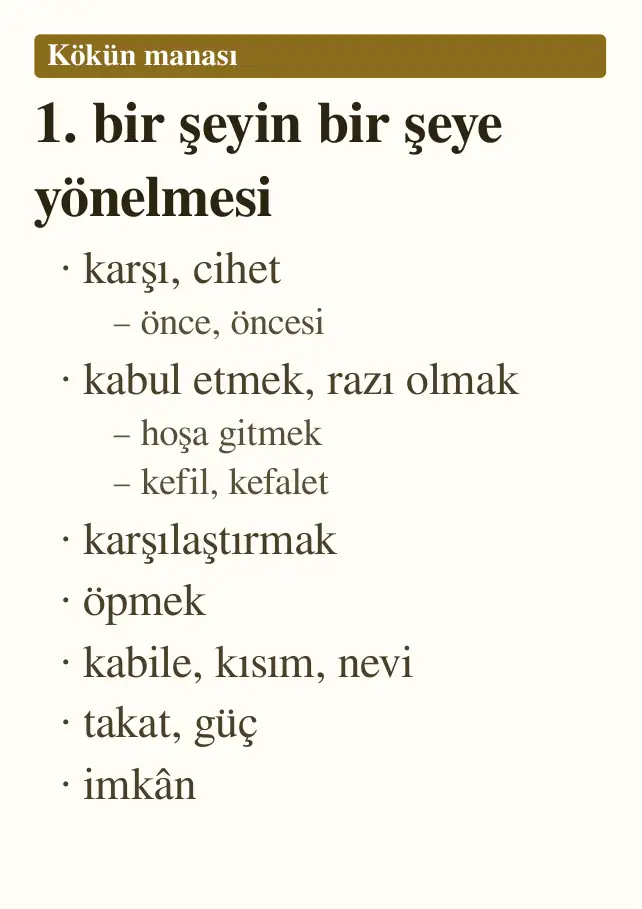 Kökün manası
1. bir şeyin bir şeye
yönelmesi
· karşı, cihet
– önce, öncesi
· kabul etmek, razı olmak
– hoşa gitmek
– kefil, kefalet
· karşılaştırmak
· öpmek
· kabile, kısım, nevi
· takat, güç
· imkân